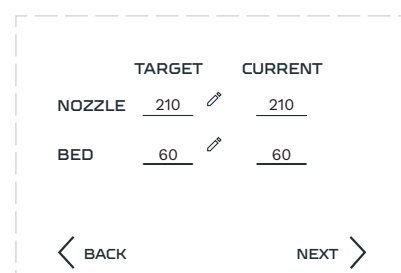 TARGET CURRENT
NOZZLE 210 210
BED 60 60
BACK NEXT